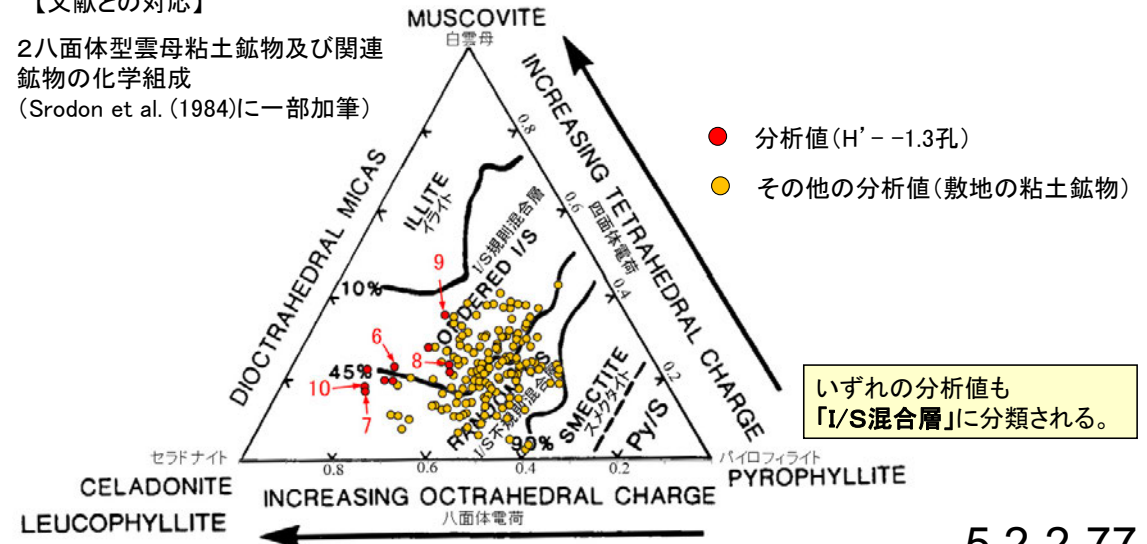 【文献との対応】
2八面体型雲母粘土鉱物及び関連
鉱物の化学組成
(Srodon et al. (1984)に一部加筆)
MUSCOVITE
白雲母
分析値(H’- -1.3孔)
その他の分析値(敷地の粘土鉱物)
DIOCTRAHEDRAL MICAS
INCREASING TETRAHEDRAL CHARGE
四面体電荷
0.8
0.6
0.4
0.2
ILLITE
イライト
I/S規則混合層
ORDERED I/S
10%
9
6
8
45%
10
7
I/S不規則混合層
90%
SMECTITE
スメクタイト
Py/S
いずれの分析値も
「I/S混合層」に分類される。
セラドナイト
パイロフィライト
0.8
0.6
0.4
0.2
CELADONITE
PYROPHYLLITE
INCREASING OCTRAHEDRAL CHARGE
LEUCOPHYLLITE
八面体電荷
5.2.2-77